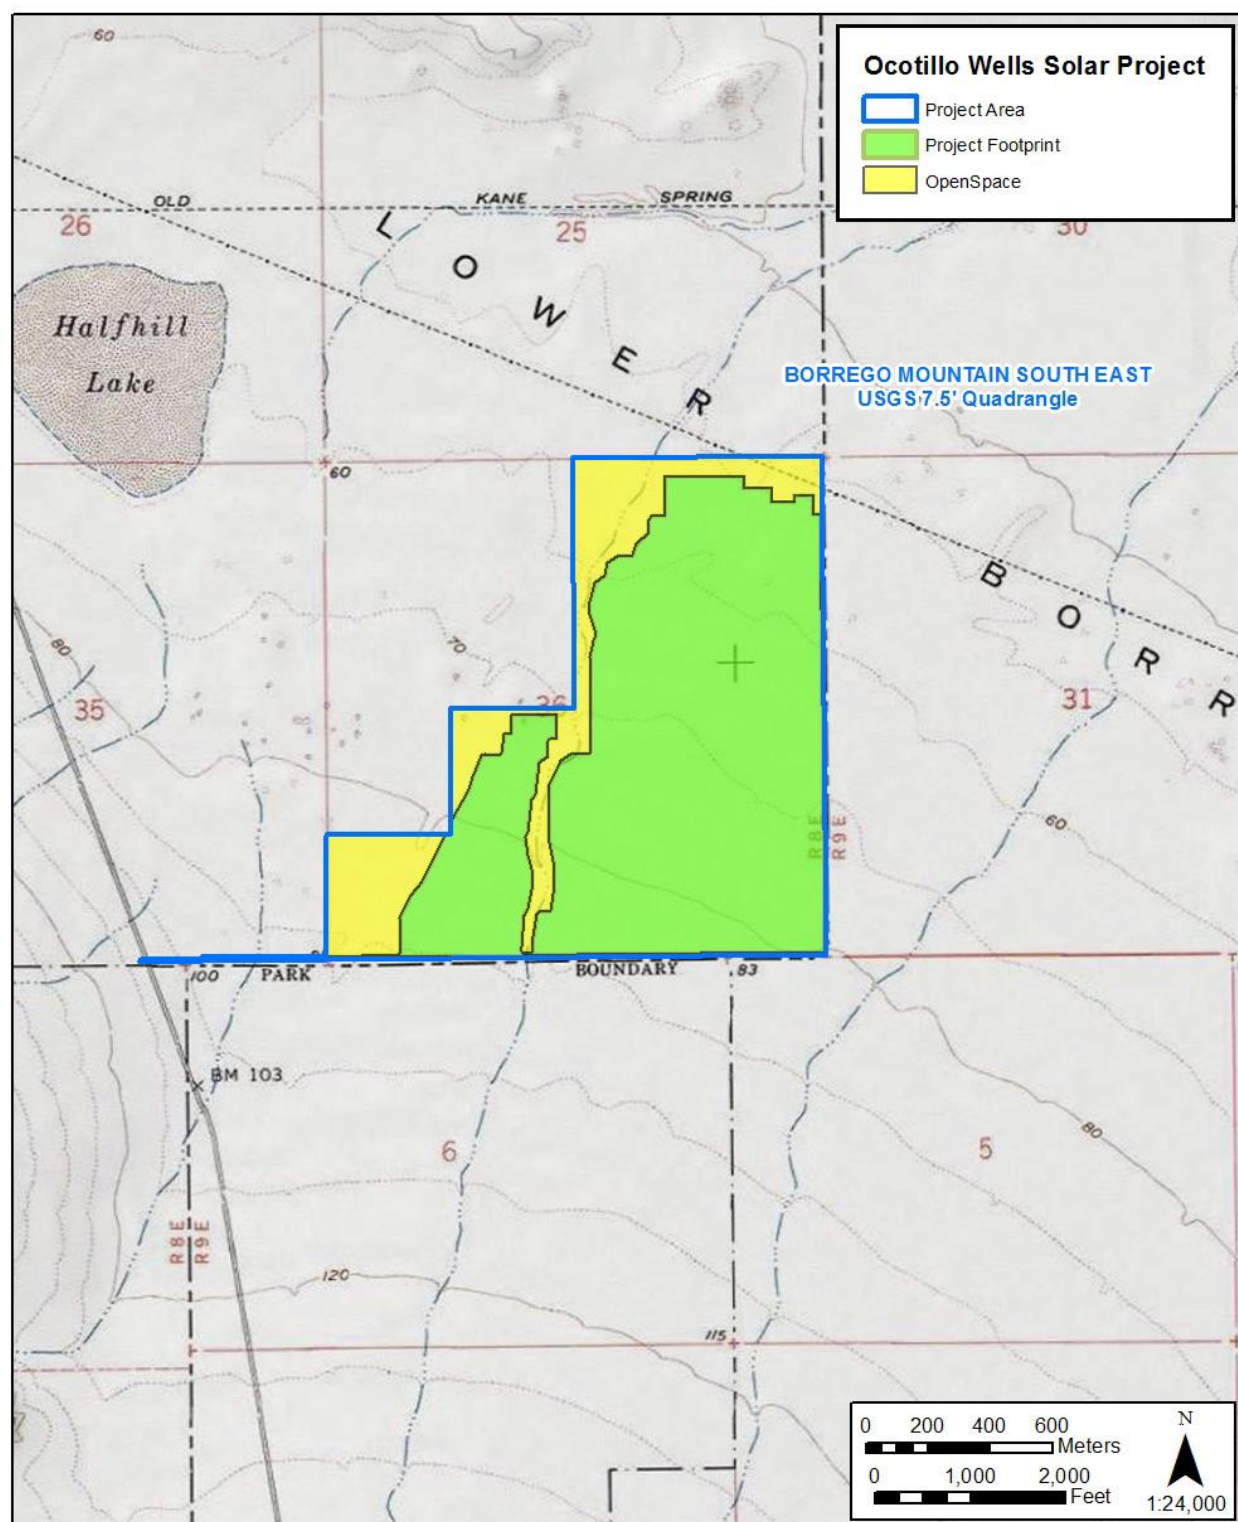 60
Ocotillo Wells Solar Project
Project Area
Project Footprint
OpenSpace
OLD KANE SPRING
26 25 30
LOWER
Halfhill
Lake
BORREGO MOUNTAIN SOUTH EAST
USGS 7.5' Quadrangle
60
BORR
80
70
35 36 31
60
R8E
R9E
100 PARK BOUNDARY 83
BM 103
6 5
80
R8E
R9E
120
115
0 200 400 600
Meters
0 1,000 2,000
Feet
N
1:24,000